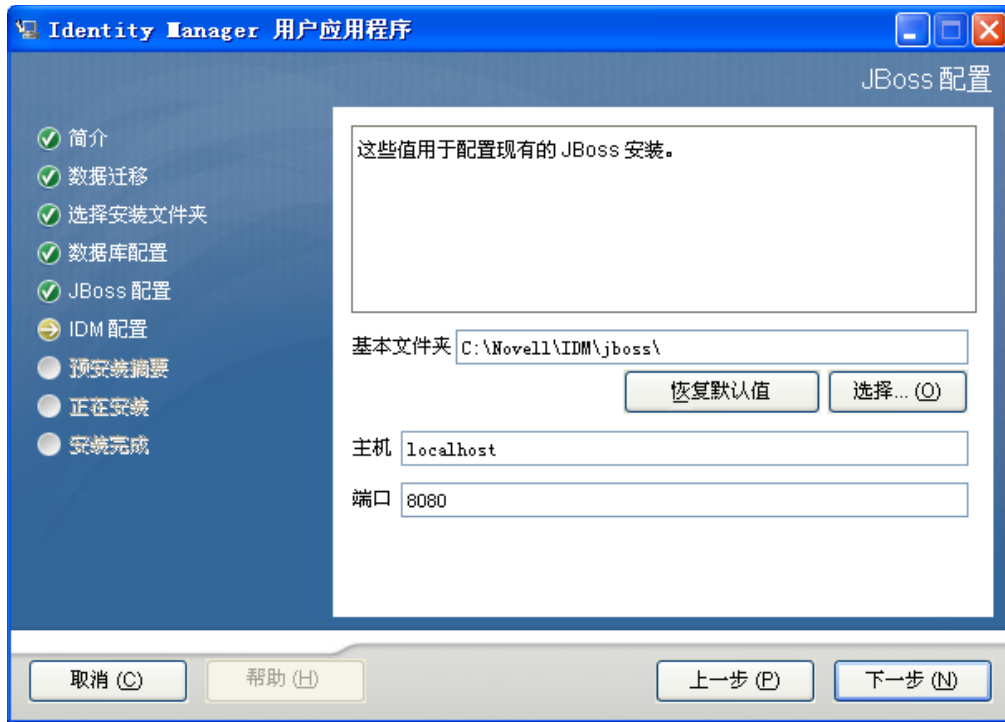 Identity Manager 用户应用程序
JBoss 配置
简介
数据迁移
选择安装文件夹
数据库配置
JBoss 配置
IDM 配置
预安装摘要
正在安装
安装完成
这些值用于配置现有的 JBoss 安装。
基本文件夹 C:\Novell\IDM\jboss\
恢复默认值 选择... (O)
主机 localhost
端口 8080
取消 (C) 帮助 (H) 上一步 (P) 下一步 (N)